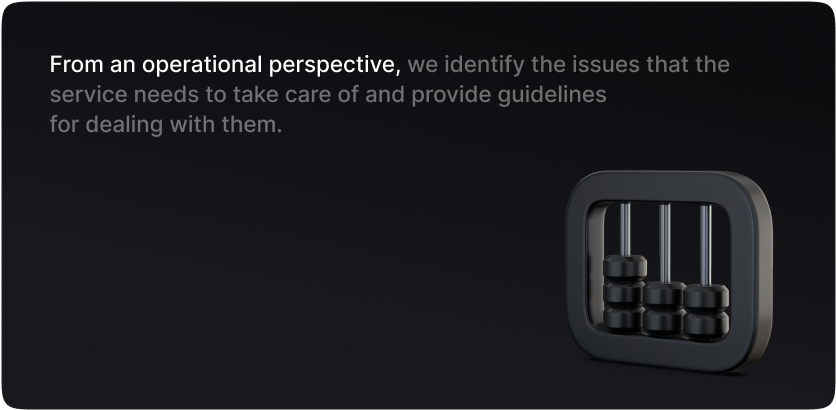 From an operational perspective, we identify the issues that the
service needs to take care of and provide guidelines
for dealing with them.